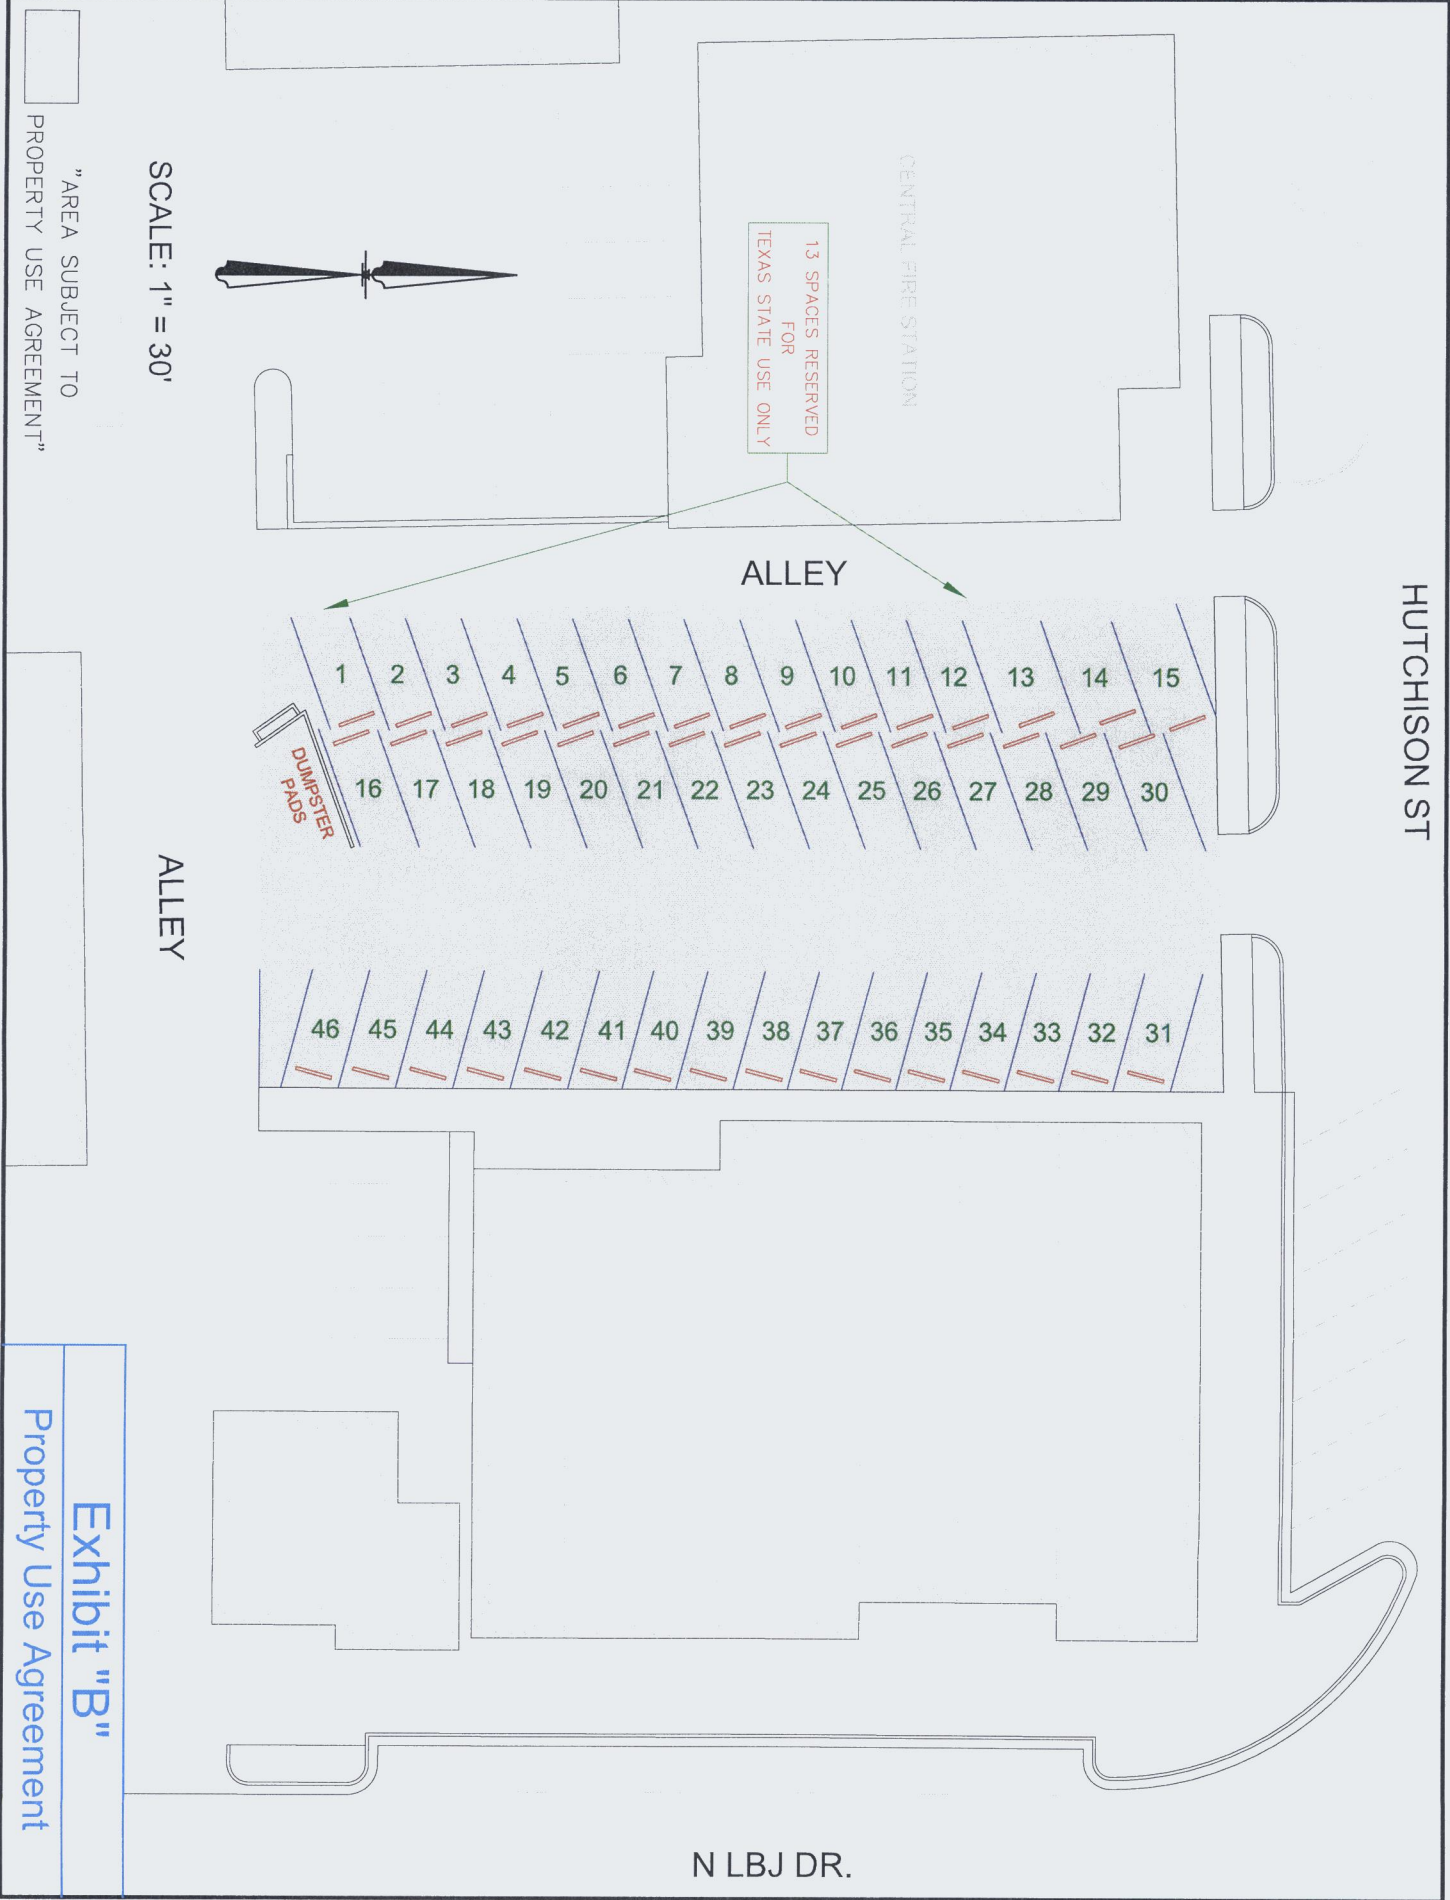 HUTCHISON ST
CENTRAL FIRE STATION
13 SPACES RESERVED
FOR
TEXAS STATE USE ONLY
ALLEY
1 2 3 4 5 6 7 8 9 10 11 12 13 14 15
16 17 18 19 20 21 22 23 24 25 26 27 28 29 30
DUMPSTER
PADS
ALLEY
46 45 44 43 42 41 40 39 38 37 36 35 34 33 32 31
N LBJ DR.
SCALE: 1" = 30'
"AREA SUBJECT TO
PROPERTY USE AGREEMENT"
Exhibit "B"
Property Use Agreement